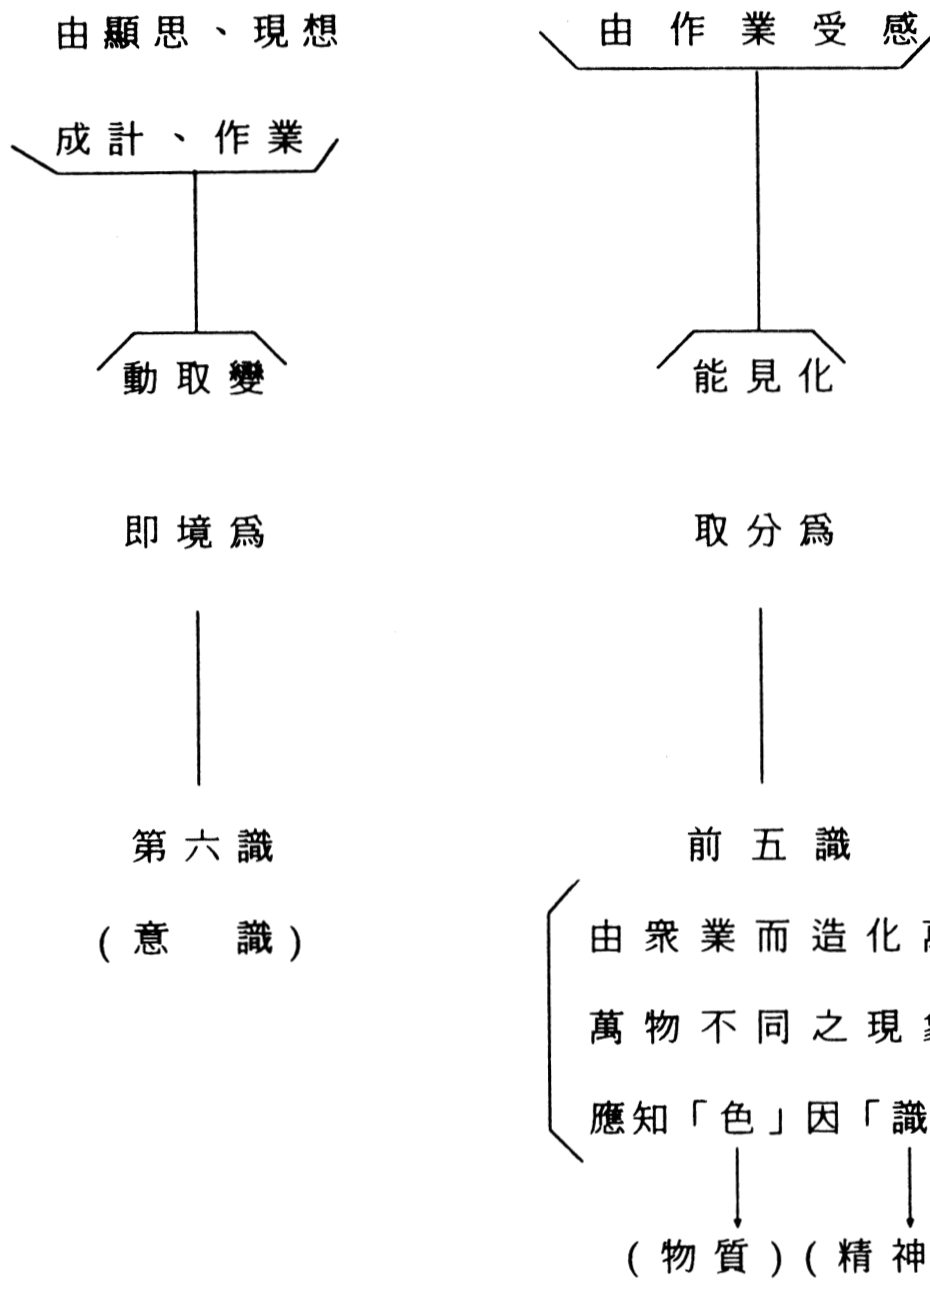 由顯思、現想
成計、作業
動取變
即境爲
第六識
(意　識)
由作業受感
能見化
取分爲
前五識
由衆業而造化
萬物不同之現
應知「色」因「識
(物質)(精神